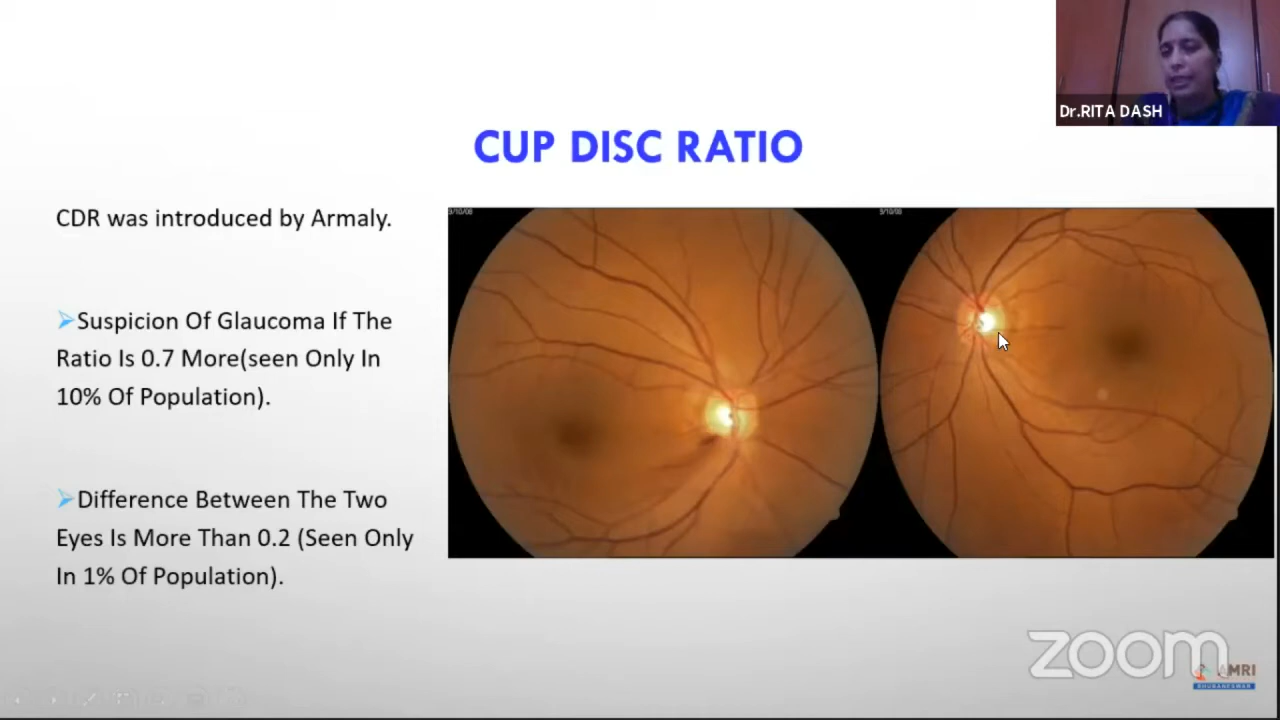 Dr.RITA DASH
CUP DISC RATIO
CDR was introduced by Armaly.
➢Suspicion Of Glaucoma If The
Ratio Is 0.7 More(seen Only In
10% Of Population).
➢Difference Between The Two
Eyes Is More Than 0.2 (Seen Only
In 1% Of Population).
zoom
AMRI
BHUBANESWAR